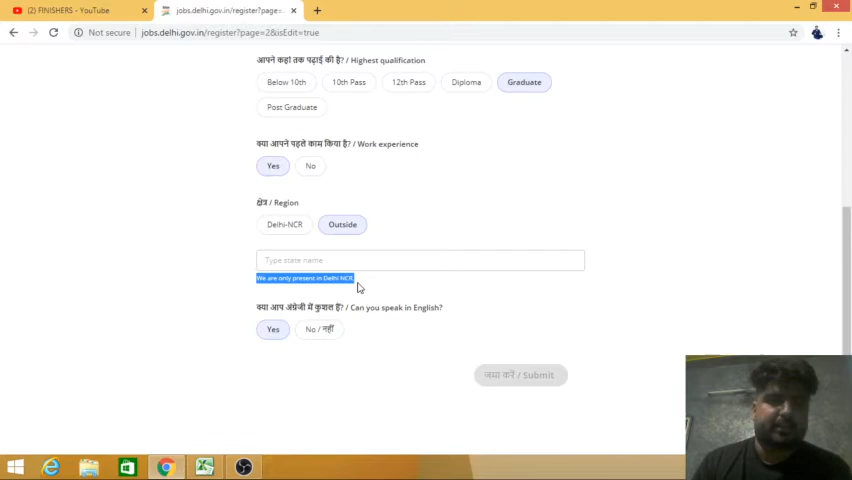 (2) FINISHERS - YouTube
jobs.delhi.gov.in/register?page=
Not secure | jobs.delhi.gov.in/register?page=2&isEdit=true
आपने कहां तक पढ़ाई की है? / Highest qualification
Below 10th 10th Pass 12th Pass Diploma Graduate
Post Graduate
क्या आपने पहले काम किया है? / Work experience
Yes No
क्षेत्र / Region
Delhi-NCR Outside
Type state name
We are only present in Delhi NCR.
क्या आप अंग्रेजी में कुशल हैं? / Can you speak in English?
Yes No / नहीं
जमा करें / Submit